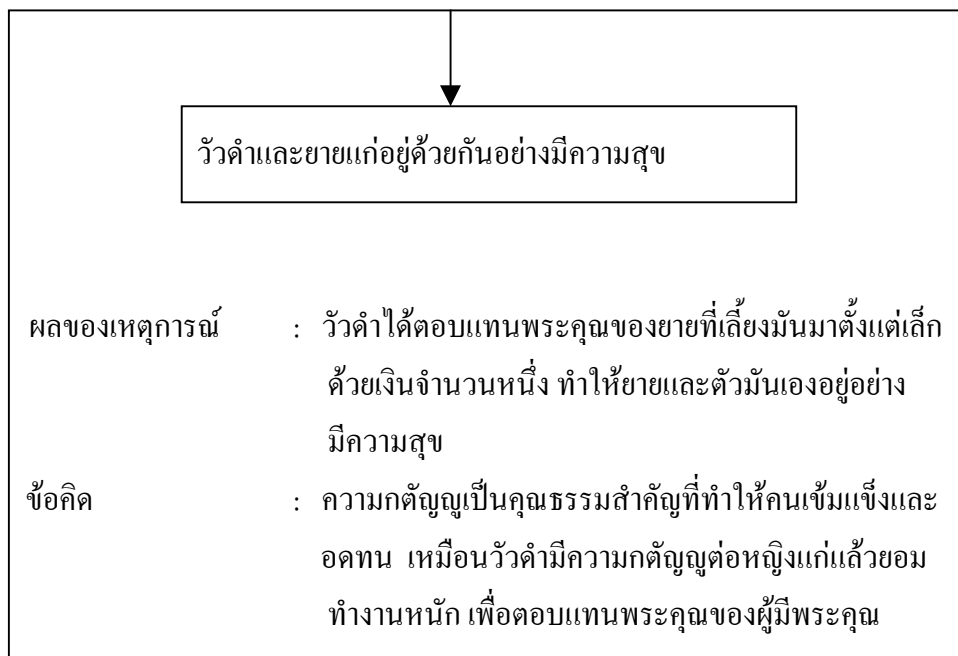 วัวดำและยายแก่อยู่ด้วยกันอย่างมีความสุข
ผลของเหตุการณ์ : วัวดำได้ตอบแทนพระคุณของยายที่เลี้ยงมันมาตั้งแต่เล็ก
ด้วยเงินจำนวนหนึ่ง ทำให้ยายและตัวมันเองอยู่อย่าง
มีความสุข
ข้อคิด : ความกตัญญูเป็นคุณธรรมสำคัญที่ทำให้คนเข้มแข็งและ
อดทน เหมือนวัวดำมีความกตัญญูต่อหญิงแก่แล้วยอม
ทำงานหนัก เพื่อตอบแทนพระคุณของผู้มีพระคุณ